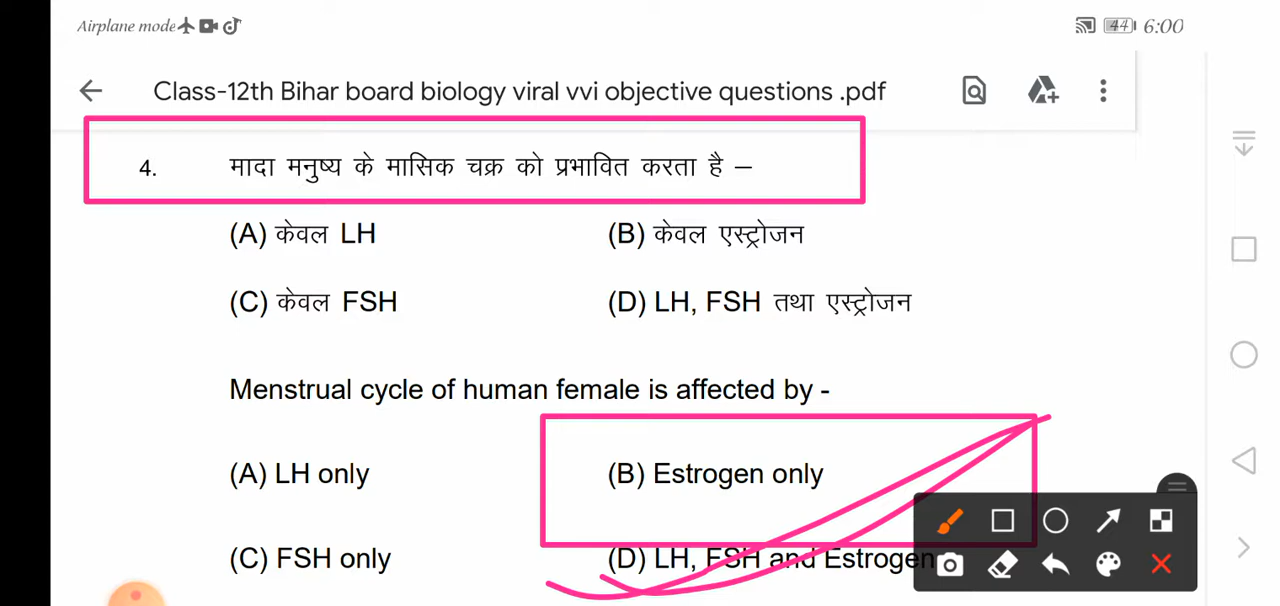 Airplane mode 44 6:00
Class-12th Bihar board biology viral vvi objective questions .pdf
4. मादा मनुष्य के मासिक चक्र को प्रभावित करता है –
(A) केवल LH (B) केवल एस्ट्रोजन
(C) केवल FSH (D) LH, FSH तथा एस्ट्रोजन
Menstrual cycle of human female is affected by -
(A) LH only (B) Estrogen only
(C) FSH only (D) LH, FSH and Estrogen